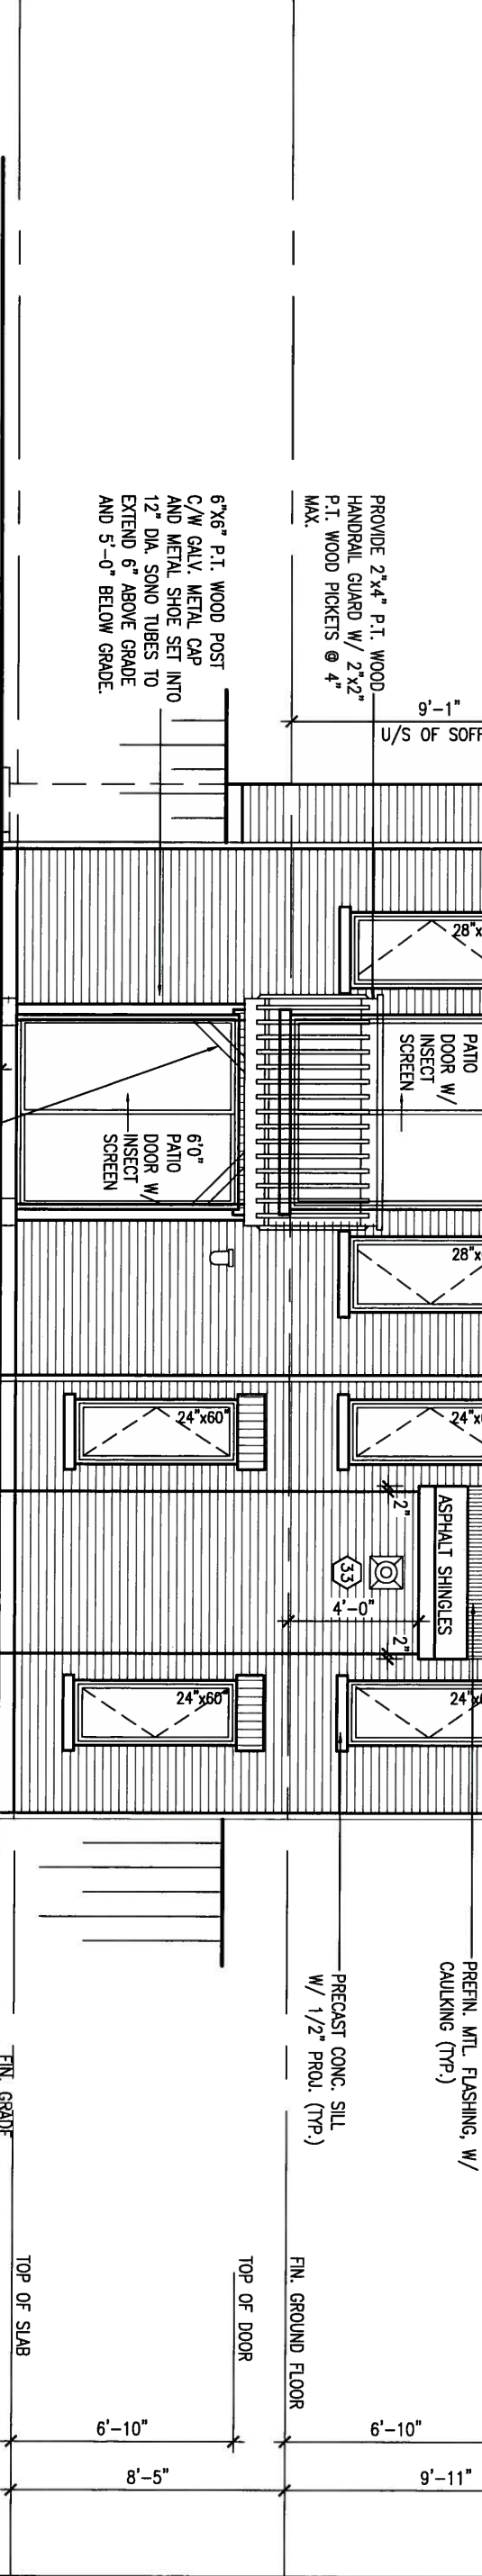 PROVIDE 2"x4" P.T. WOOD
HANDRAIL GUARD W/ 2"x2"
P.T. WOOD PICKETS @ 4"
MAX.
6"x6" P.T. WOOD POST
C/W GALV. METAL CAP
AND METAL SHOE SET INTO
12" DIA. SONO TUBES TO
EXTEND 6" ABOVE GRADE
AND 5'-0" BELOW GRADE.
9'-1"
U/S OF SOFF
28"x
PATIO
DOOR W/
INSECT
SCREEN
6'0"
PATIO
DOOR W/
INSECT
SCREEN
28"x
24"x60"
24"x6
2"
ASPHALT SHINGLES
33
4'-0"
2"
24"x60"
24"x6
PREFIN. MTL. FLASHING, W/
CAULKING (TYP.)
PRECAST CONC. SILL
W/ 1/2" PROJ. (TYP.)
FIN. GRADE
FIN. GROUND FLOOR
TOP OF DOOR
TOP OF SLAB
6'-10"
6'-10"
8'-5"
9'-11"